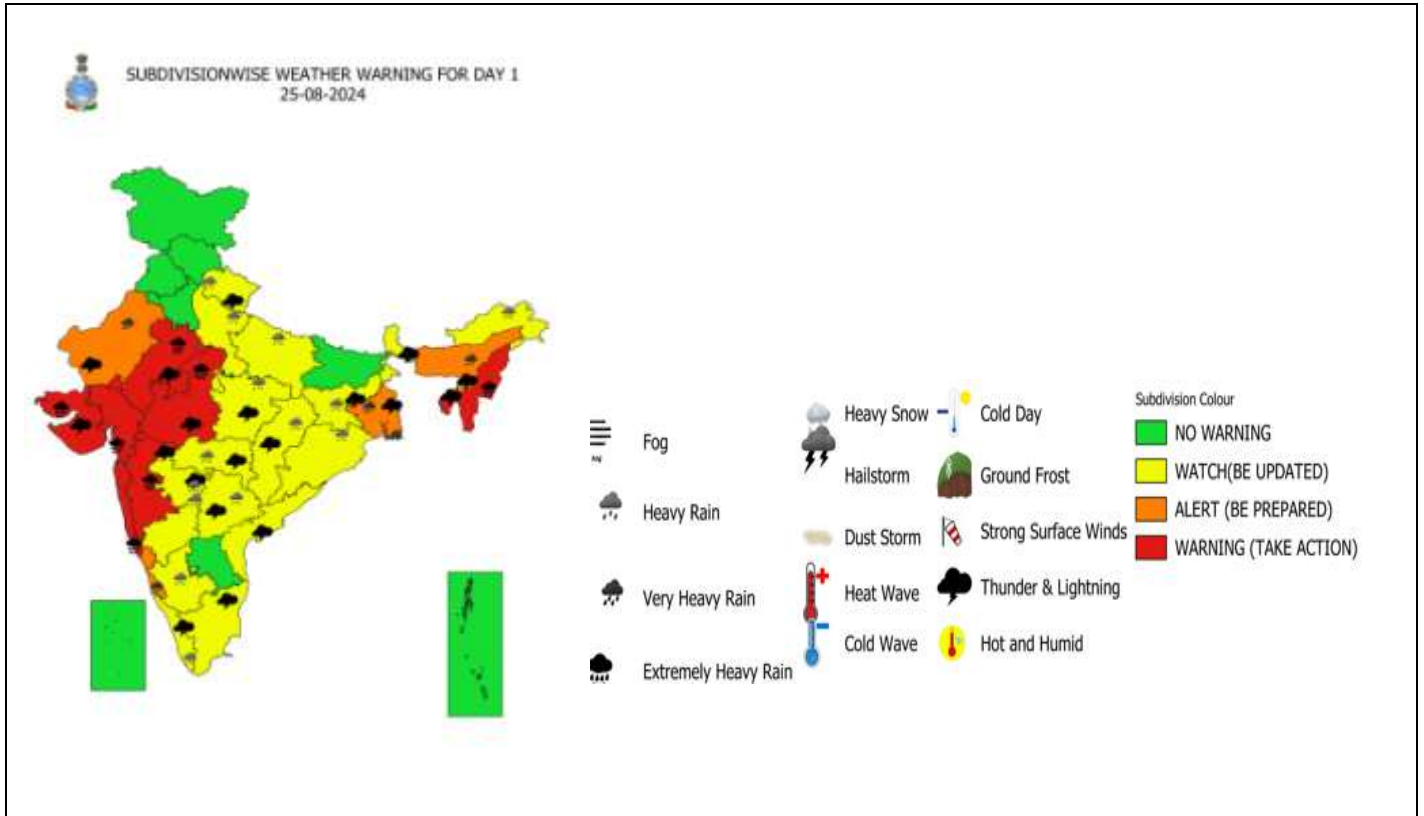 SUBDIVISIONWISE WEATHER WARNING FOR DAY 1
25-08-2024
Fog
Heavy Rain
Very Heavy Rain
Extremely Heavy Rain
Heavy Snow
Hailstorm
Dust Storm
Heat Wave
Cold Wave
Cold Day
Ground Frost
Strong Surface Winds
Thunder & Lightning
Hot and Humid
Subdivision Colour
NO WARNING
WATCH(BE UPDATED)
ALERT (BE PREPARED)
WARNING (TAKE ACTION)